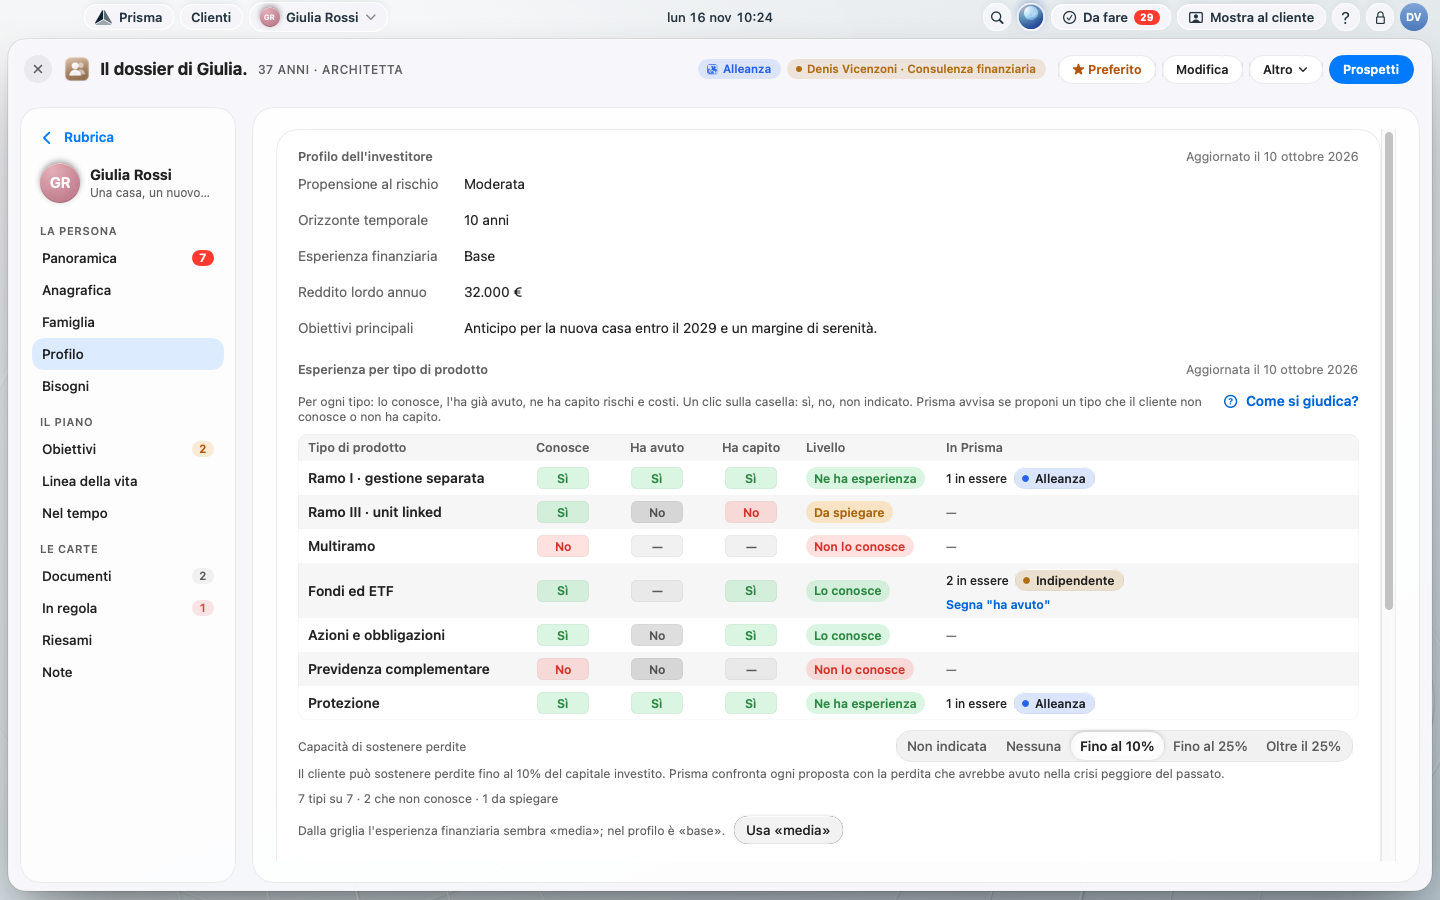 Prisma
Clienti
GR Giulia Rossi
lun 16 nov 10:24
Da fare 29
Mostra al cliente
?
DV
Il dossier di Giulia. 37 ANNI · ARCHITETTA
Alleanza
Denis Vicenzoni · Consulenza finanziaria
Preferito
Modifica
Altro
Prospetti
Rubrica
GR
Giulia Rossi
Una casa, un nuovo...
LA PERSONA
Panoramica 7
Anagrafica
Famiglia
Profilo
Bisogni
IL PIANO
Obiettivi 2
Linea della vita
Nel tempo
LE CARTE
Documenti 2
In regola 1
Riesami
Note
Profilo dell'investitore Aggiornato il 10 ottobre 2026
Propensione al rischio Moderata
Orizzonte temporale 10 anni
Esperienza finanziaria Base
Reddito lordo annuo 32.000 €
Obiettivi principali Anticipo per la nuova casa entro il 2029 e un margine di serenità.
Esperienza per tipo di prodotto Aggiornata il 10 ottobre 2026
Per ogni tipo: lo conosce, l'ha già avuto, ne ha capito rischi e costi. Un clic sulla casella: sì, no, non indicato. Prisma avvisa se proponi un tipo che il cliente non
conosce o non ha capito.
? Come si giudica?
Tipo di prodotto Conosce Ha avuto Ha capito Livello In Prisma
Ramo I · gestione separata Sì Sì Sì Ne ha esperienza 1 in essere Alleanza
Ramo III · unit linked Sì No No Da spiegare —
Multiramo No — — Non lo conosce —
Fondi ed ETF Sì — Sì Lo conosce 2 in essere Indipendente
Segna "ha avuto"
Azioni e obbligazioni Sì No Sì Lo conosce —
Previdenza complementare No No — Non lo conosce —
Protezione Sì Sì Sì Ne ha esperienza 1 in essere Alleanza
Capacità di sostenere perdite Non indicata Nessuna Fino al 10% Fino al 25% Oltre il 25%
Il cliente può sostenere perdite fino al 10% del capitale investito. Prisma confronta ogni proposta con la perdita che avrebbe avuto nella crisi peggiore del passato.
7 tipi su 7 · 2 che non conosce · 1 da spiegare
Dalla griglia l'esperienza finanziaria sembra «media»; nel profilo è «base». Usa «media»